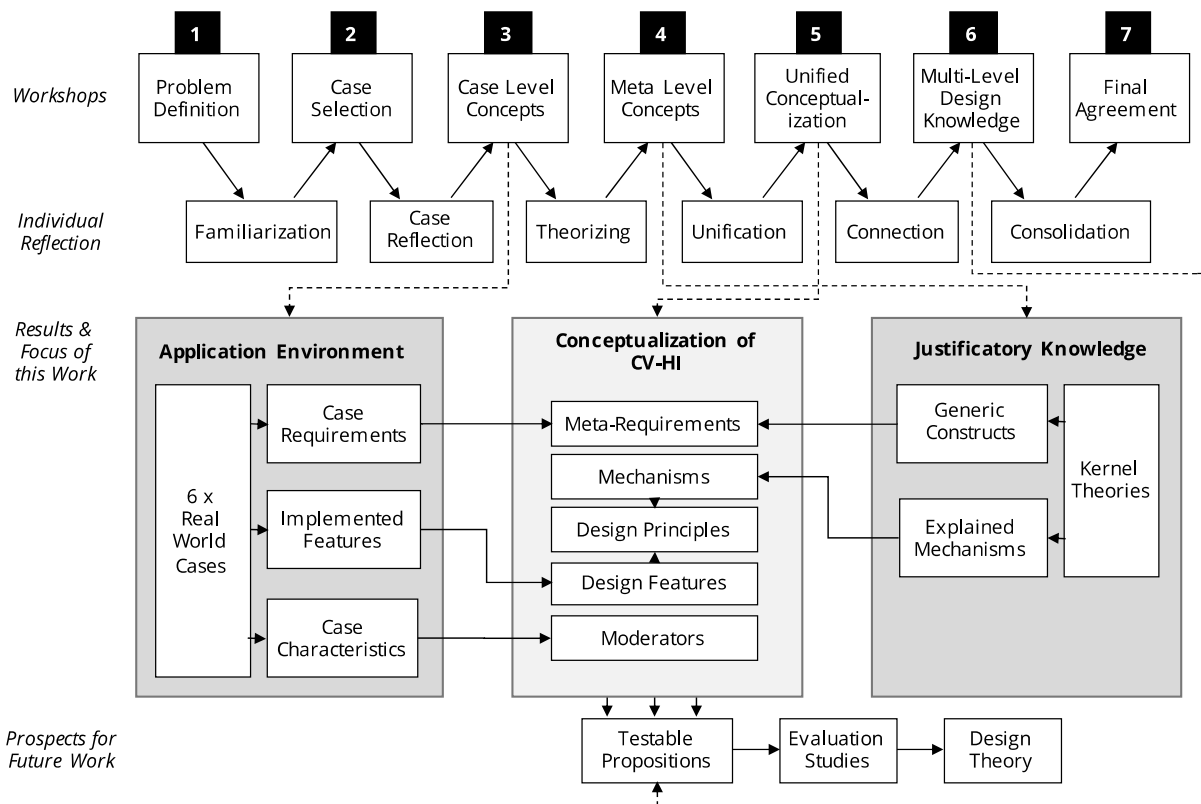 1
2
3
4
5
6
7
Workshops
Problem
Definition
Case
Selection
Case Level
Concepts
Meta Level
Concepts
Unified
Conceptual-
ization
Multi-Level
Design
Knowledge
Final
Agreement
Individual
Reflection
Familiarization
Case
Reflection
Theorizing
Unification
Connection
Consolidation
Results &
Focus of
this Work
Application Environment
6 x
Real
World
Cases
Case
Requirements
Implemented
Features
Case
Characteristics
Conceptualization of
CV-HI
Meta-Requirements
Mechanisms
Design Principles
Design Features
Moderators
Justificatory Knowledge
Generic
Constructs
Explained
Mechanisms
Kernel
Theories
Prospects for
Future Work
Testable
Propositions
Evaluation
Studies
Design
Theory